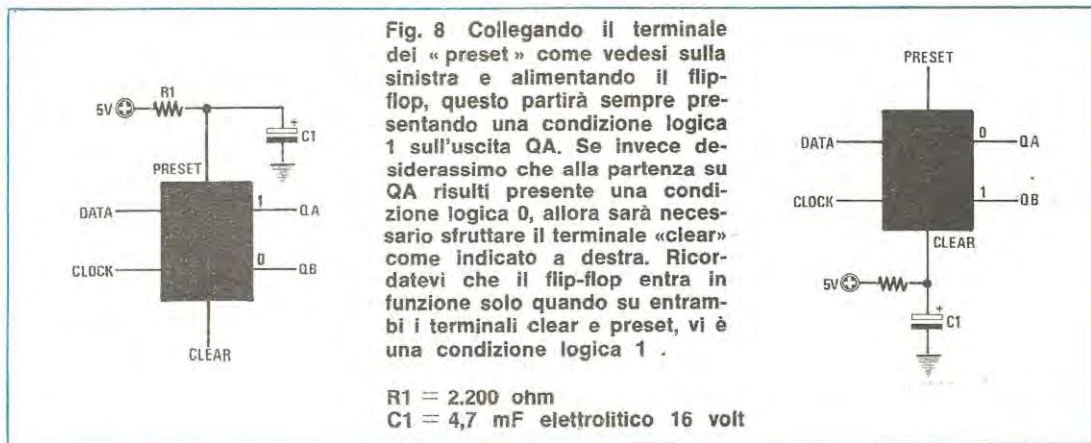 R1
5V
C1
PRESET
DATA
1
QA
CLOCK
0
QB
CLEAR
Fig. 8 Collegando il terminale
dei « preset » come vedesi sulla
sinistra e alimentando il flip-
flop, questo partirà sempre pre-
sentando una condizione logica
1 sull'uscita QA. Se invece de-
siderassimo che alla partenza su
QA risulti presente una condi-
zione logica 0, allora sarà neces-
sario sfruttare il terminale «clear»
come indicato a destra. Ricor-
datevi che il flip-flop entra in
funzione solo quando su entram-
bi i terminali clear e preset, vi è
una condizione logica 1 .
R1 = 2.200 ohm
C1 = 4,7 mF elettrolitico 16 volt
PRESET
DATA
0
QA
CLOCK
1
QB
CLEAR
5V
C1